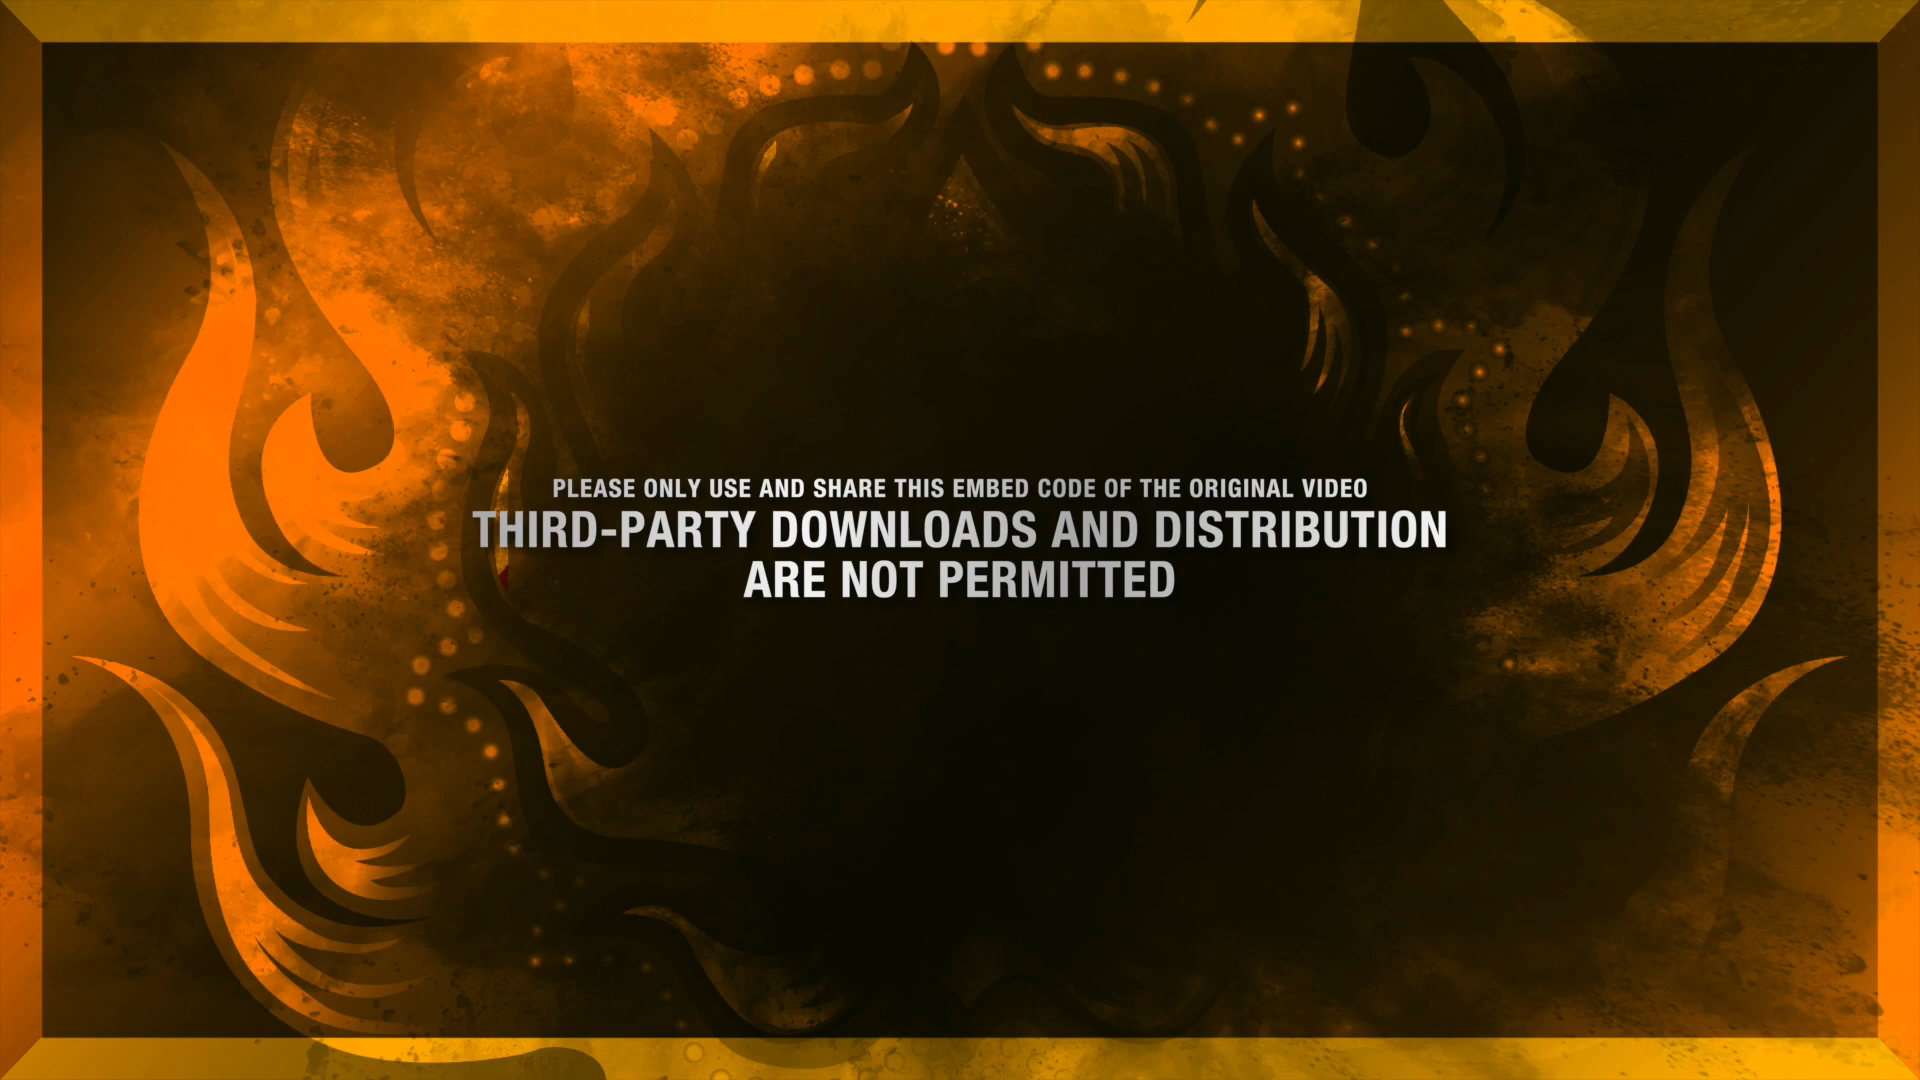 PLEASE ONLY USE AND SHARE THIS EMBED CODE OF THE ORIGINAL VIDEO
THIRD-PARTY DOWNLOADS AND DISTRIBUTION
ARE NOT PERMITTED